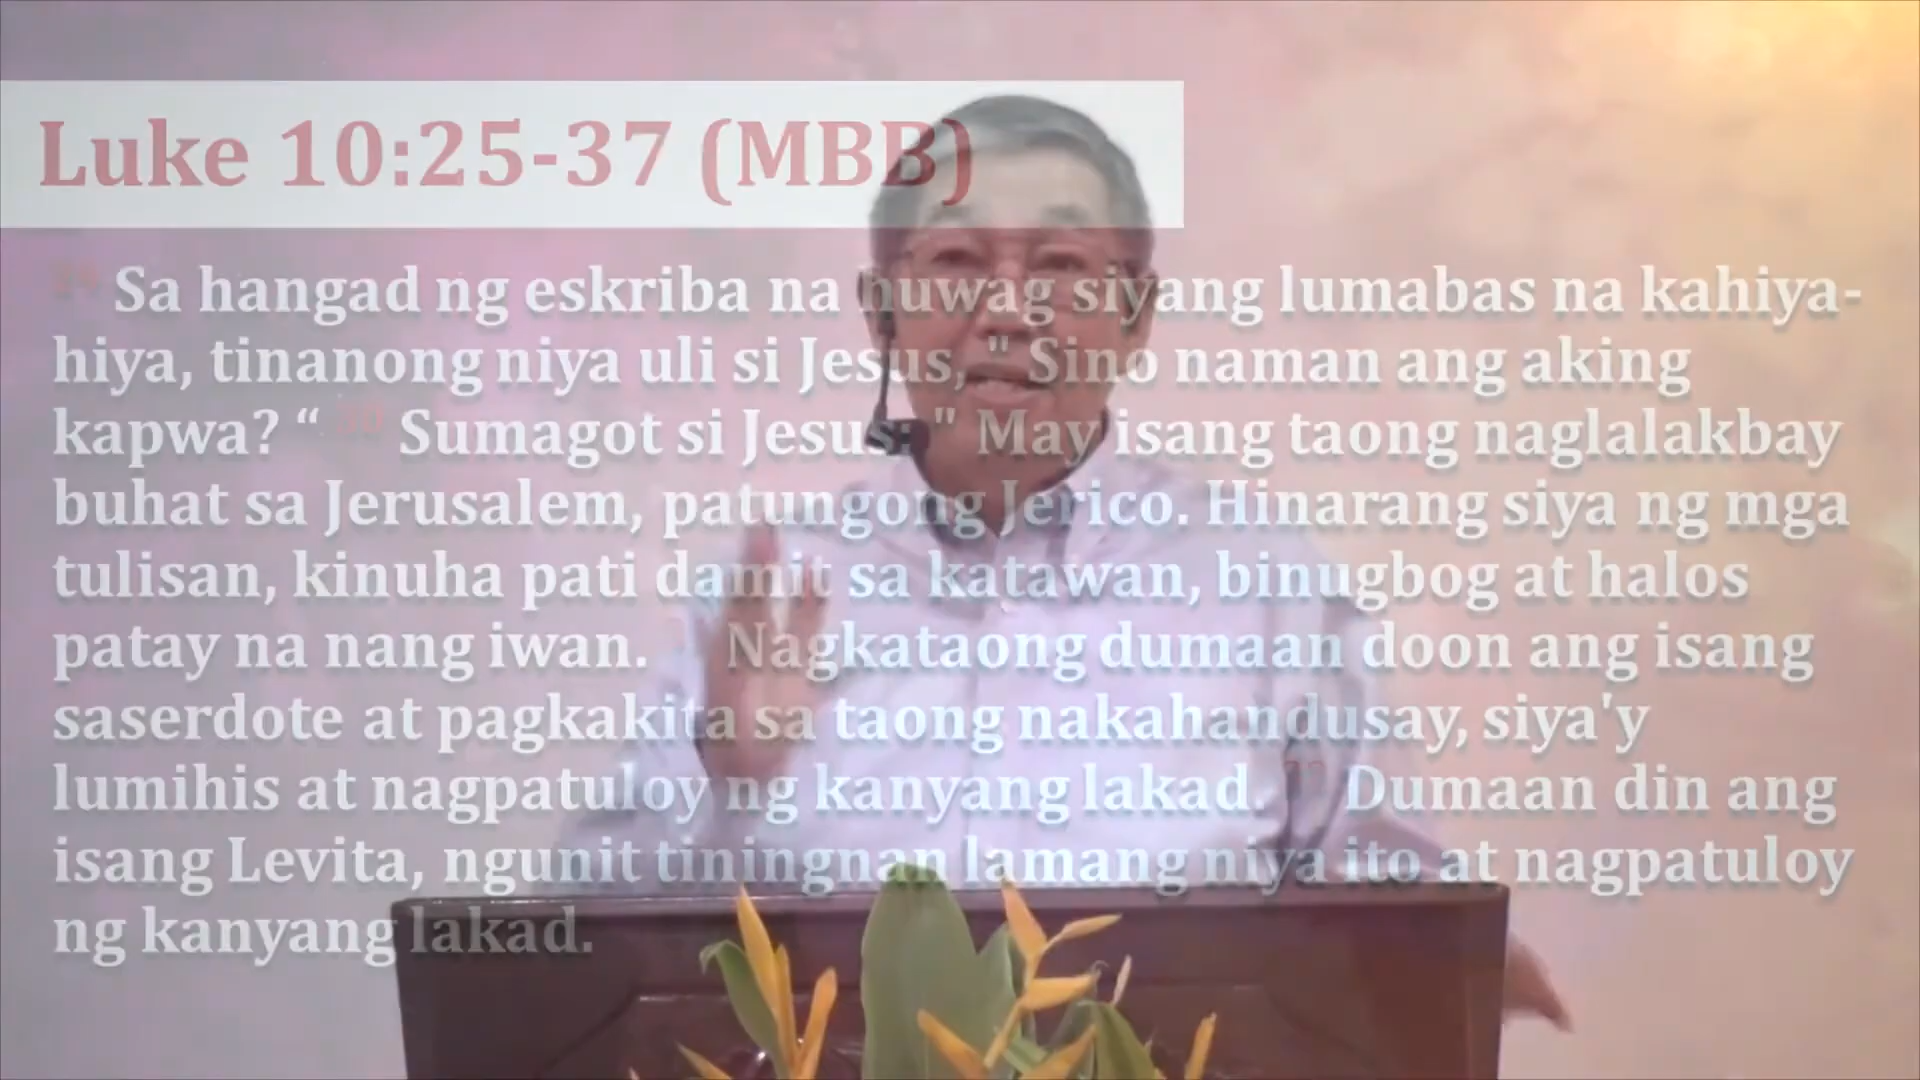 Luke 10:25-37 (MBB)
29 Sa hangad ng eskriba na huwag siyang lumabas na kahiya-
hiya, tinanong niya uli si Jesus, " Sino naman ang aking
kapwa? “ 30 Sumagot si Jesus: " May isang taong naglalakbay
buhat sa Jerusalem, patungong Jerico. Hinarang siya ng mga
tulisan, kinuha pati damit sa katawan, binugbog at halos
patay na nang iwan. Nagkataong dumaan doon ang isang
saserdote at pagkakita sa taong nakahandusay, siya'y
lumihis at nagpatuloy ng kanyang lakad. Dumaan din ang
isang Levita, ngunit tiningnan lamang niya ito at nagpatuloy
ng kanyang lakad.